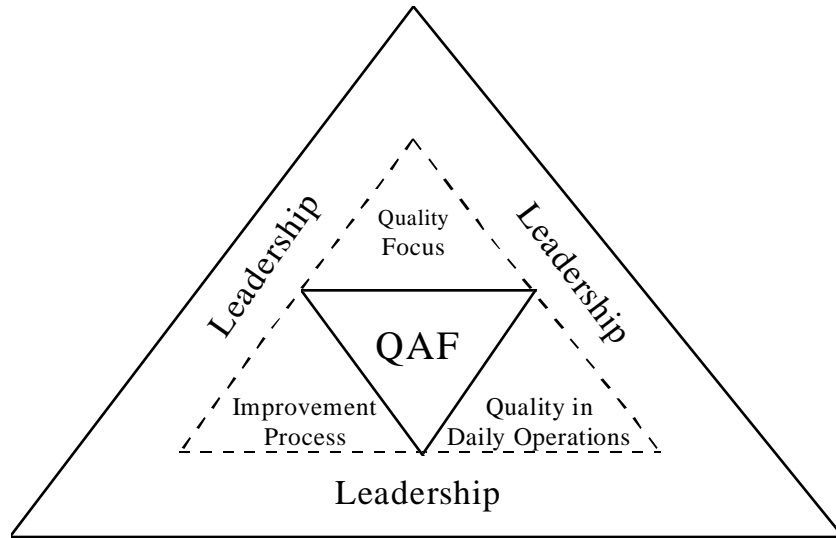 Quality
Focus
Leadership
Leadership
QAF
Improvement
Process
Quality in
Daily Operations
Leadership